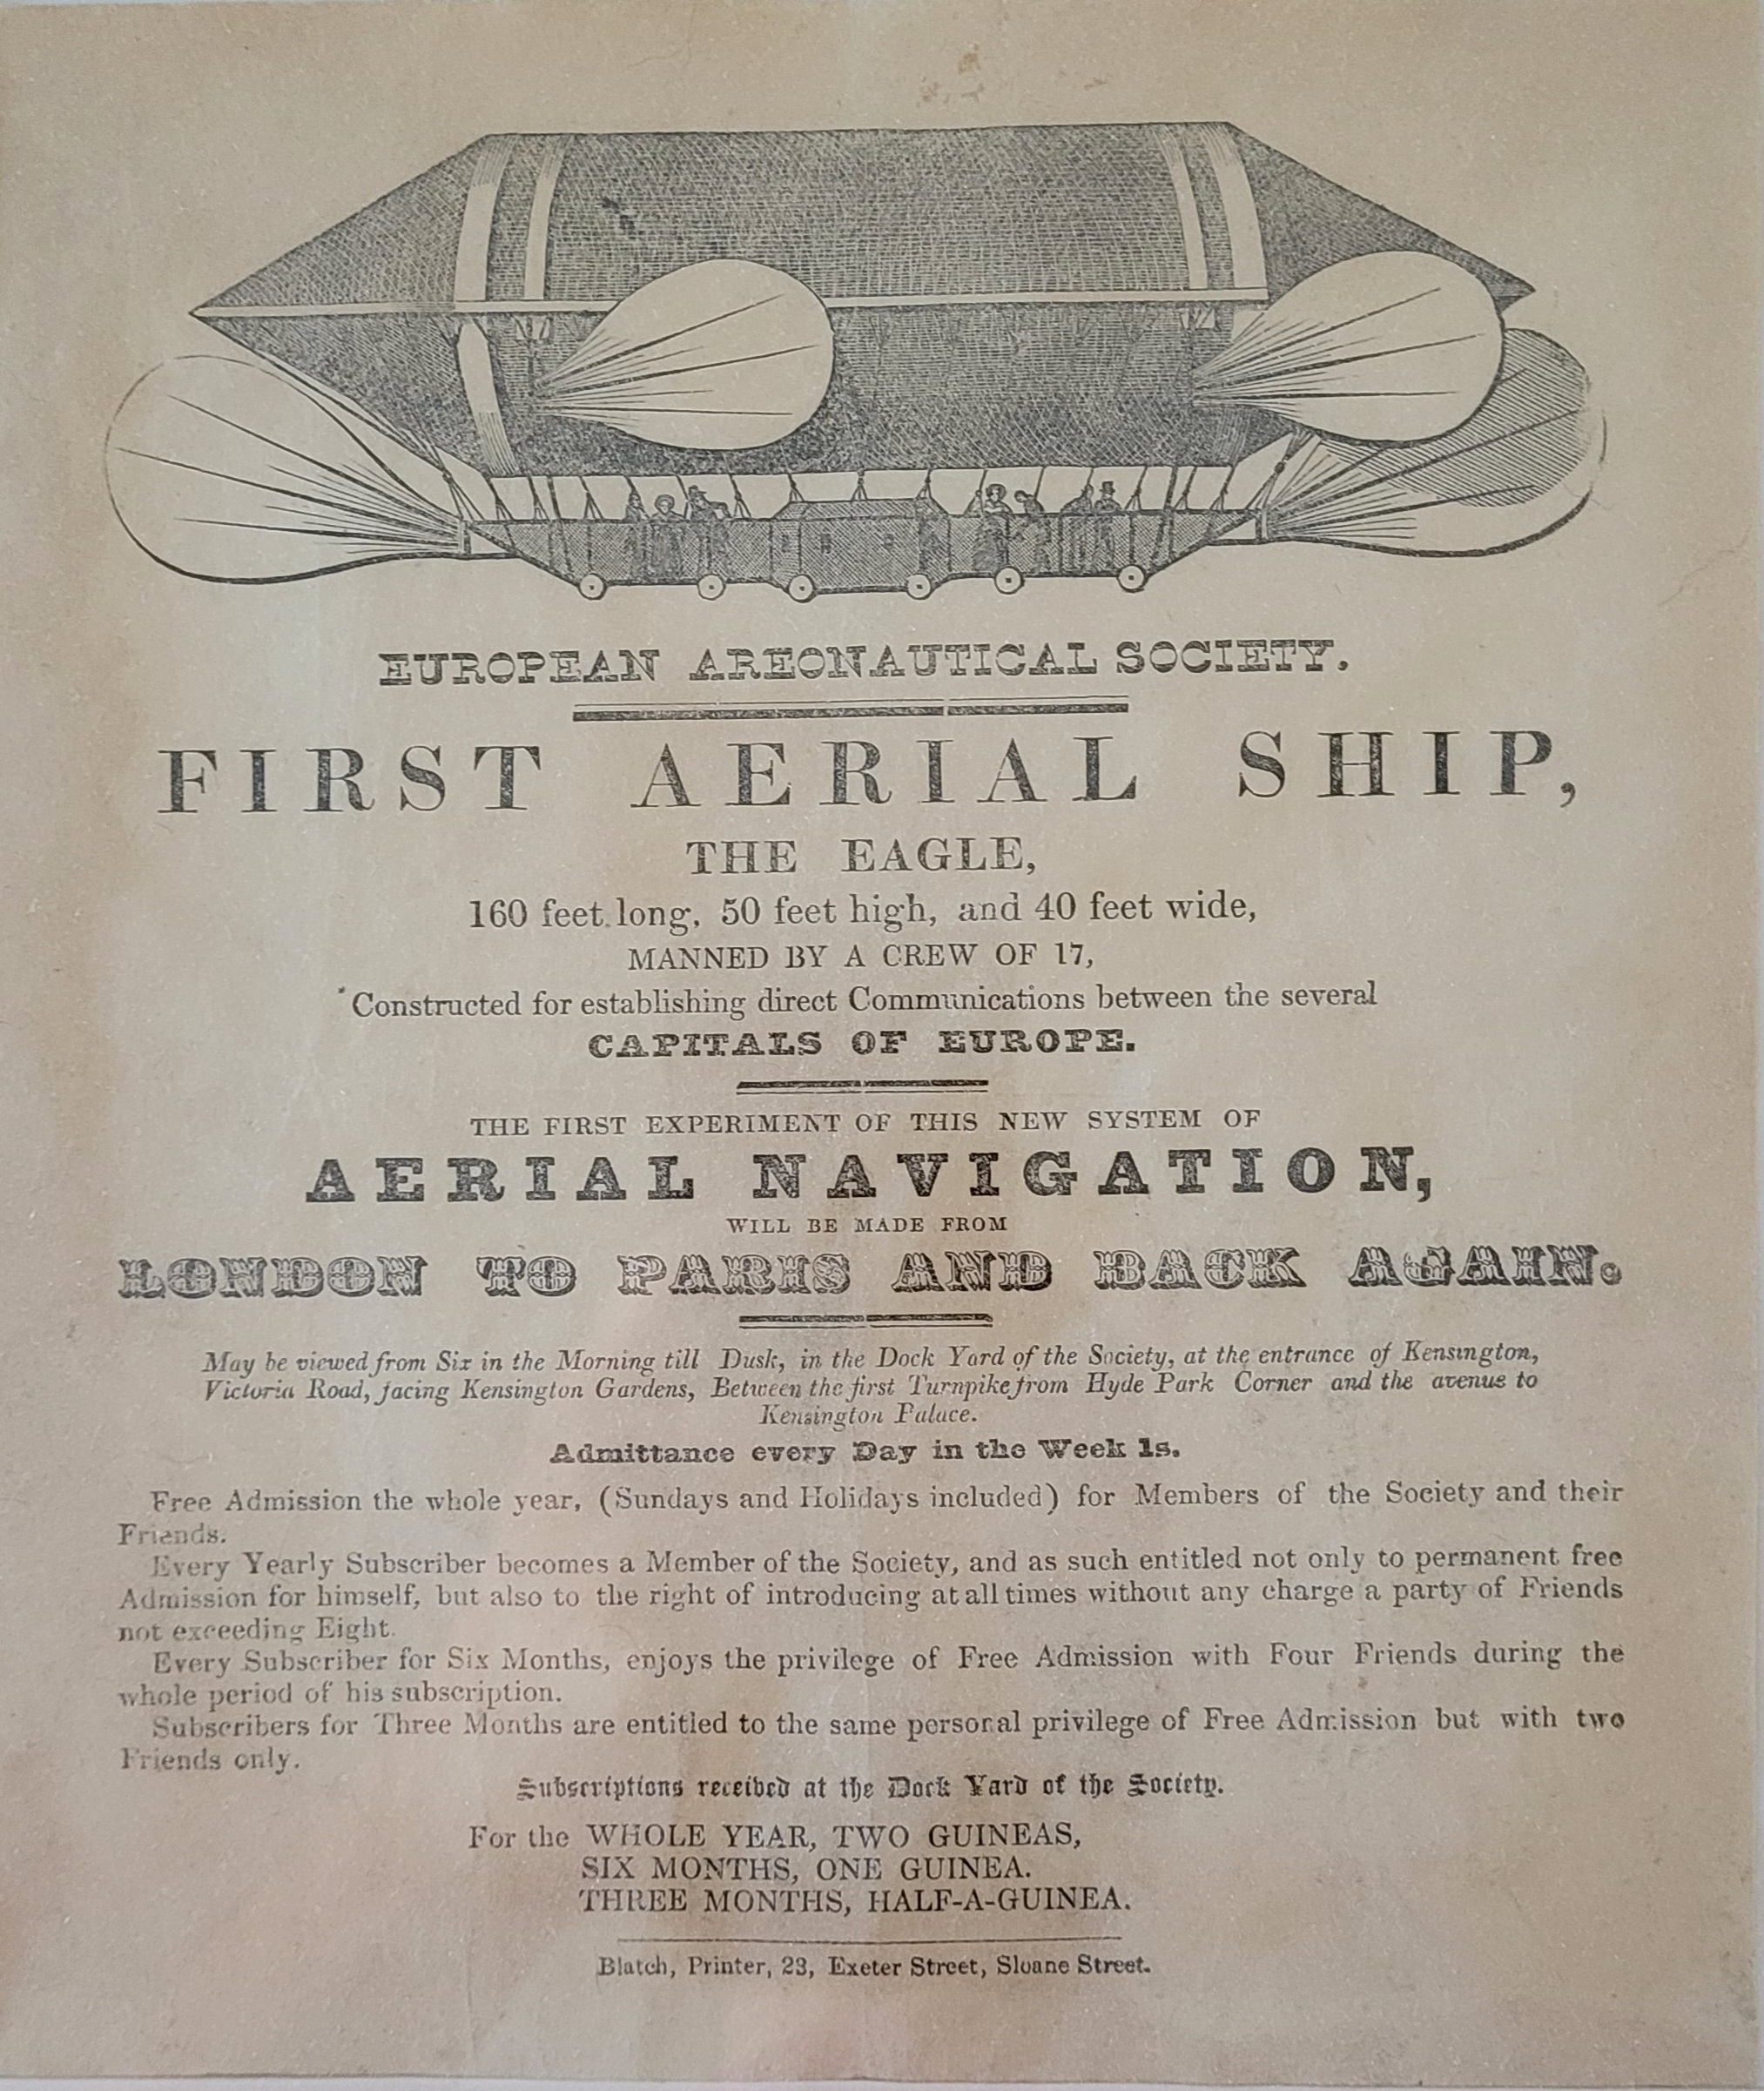 EUROPEAN AREONAUTICAL SOCIETY.
FIRST AERIAL SHIP,
THE EAGLE,
160 feet long, 50 feet high, and 40 feet wide,
MANNED BY A CREW OF 17,
Constructed for establishing direct Communications between the several
CAPITALS OF EUROPE.
THE FIRST EXPERIMENT OF THIS NEW SYSTEM OF
AERIAL NAVIGATION,
WILL BE MADE FROM
LONDON TO PARIS AND BACK AGAIN.
May be viewed from Six in the Morning till Dusk, in the Dock Yard of the Society, at the entrance of Kensington,
Victoria Road, facing Kensington Gardens, Between the first Turnpike from Hyde Park Corner and the avenue to
Kensington Palace.
Admittance every Day in the Week 1s.
Free Admission the whole year, (Sundays and Holidays included) for Members of the Society and their
Friends.
Every Yearly Subscriber becomes a Member of the Society, and as such entitled not only to permanent free
Admission for himself, but also to the right of introducing at all times without any charge a party of Friends
not exceeding Eight.
Every Subscriber for Six Months, enjoys the privilege of Free Admission with Four Friends during the
whole period of his subscription.
Subscribers for Three Months are entitled to the same personal privilege of Free Admission but with two
Friends only.
Subscriptions received at the Dock Yard of the Society.
For the WHOLE YEAR, TWO GUINEAS,
SIX MONTHS, ONE GUINEA.
THREE MONTHS, HALF-A-GUINEA.
Blatch, Printer, 23, Exeter Street, Sloane Street.